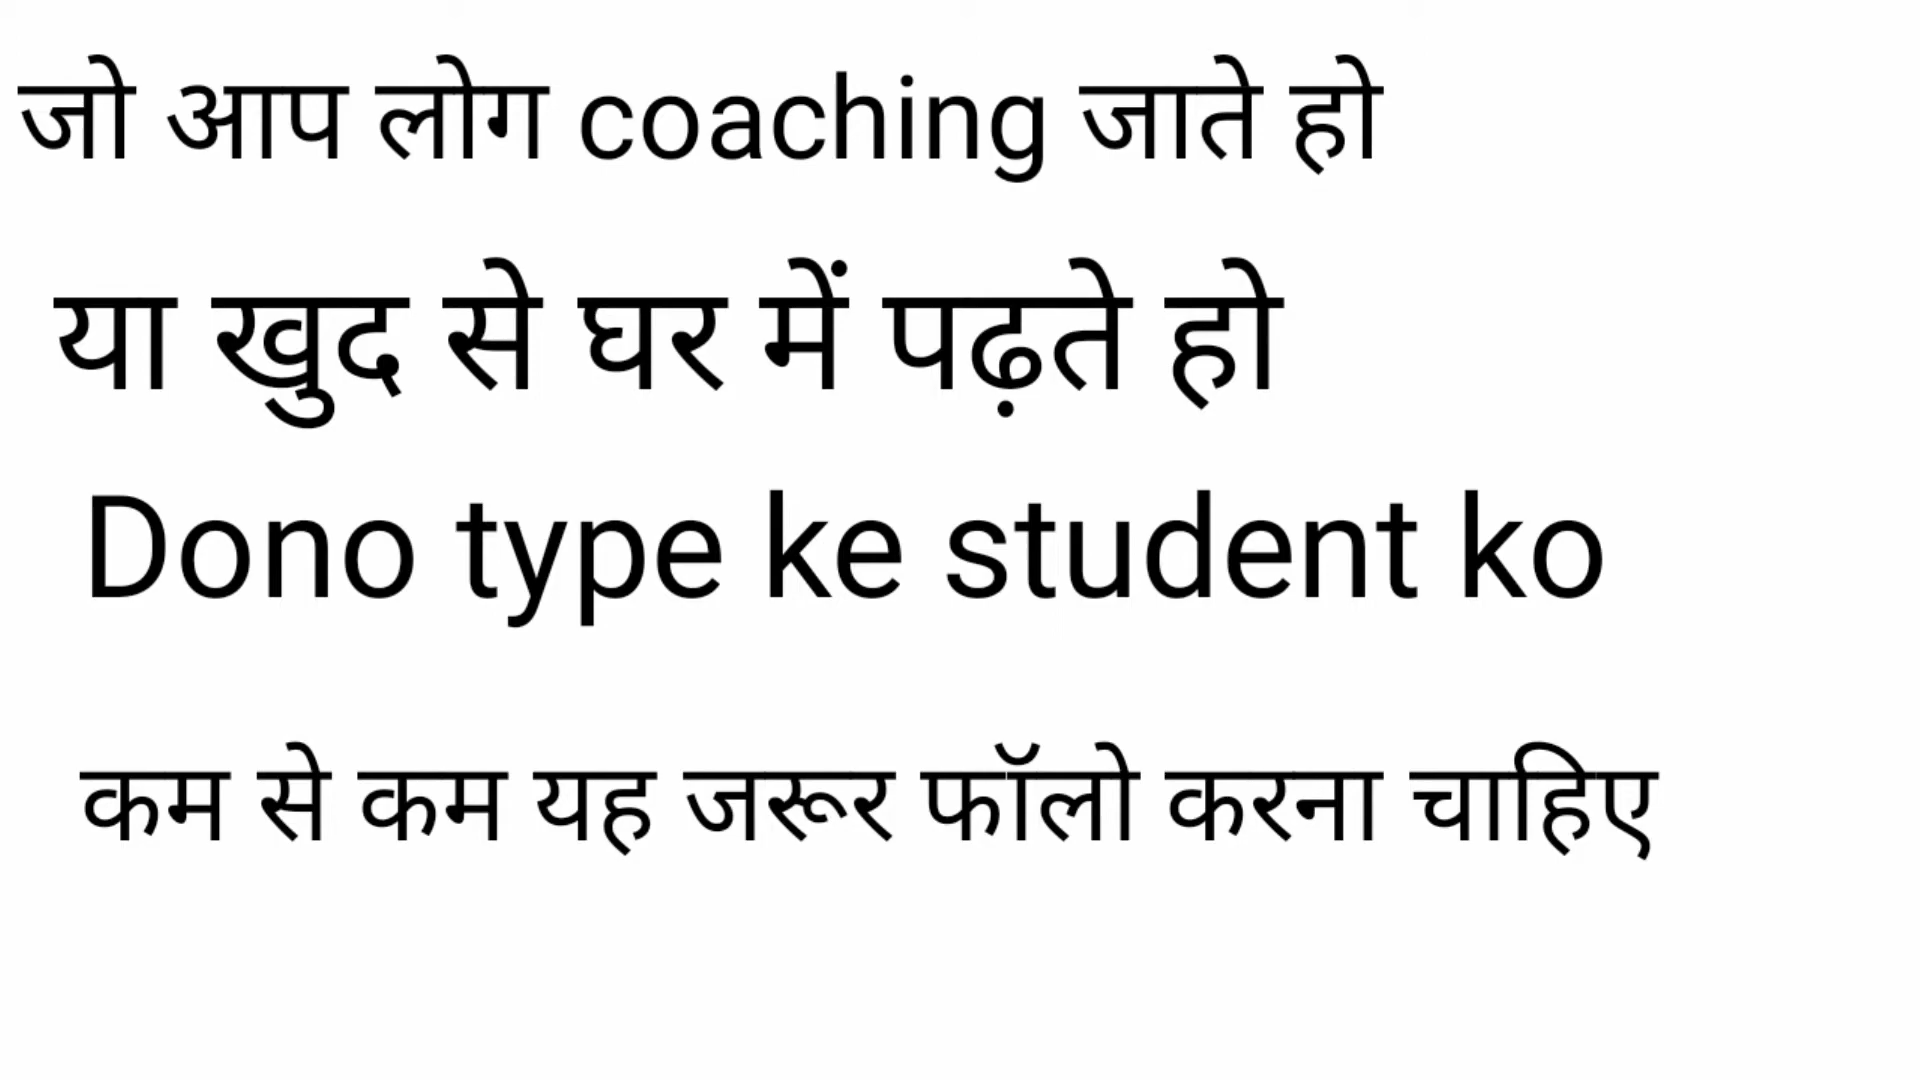 जो आप लोग coaching जाते हो
या खुद से घर में पढ़ते हो
Dono type ke student ko
कम से कम यह जरूर फॉलो करना चाहिए